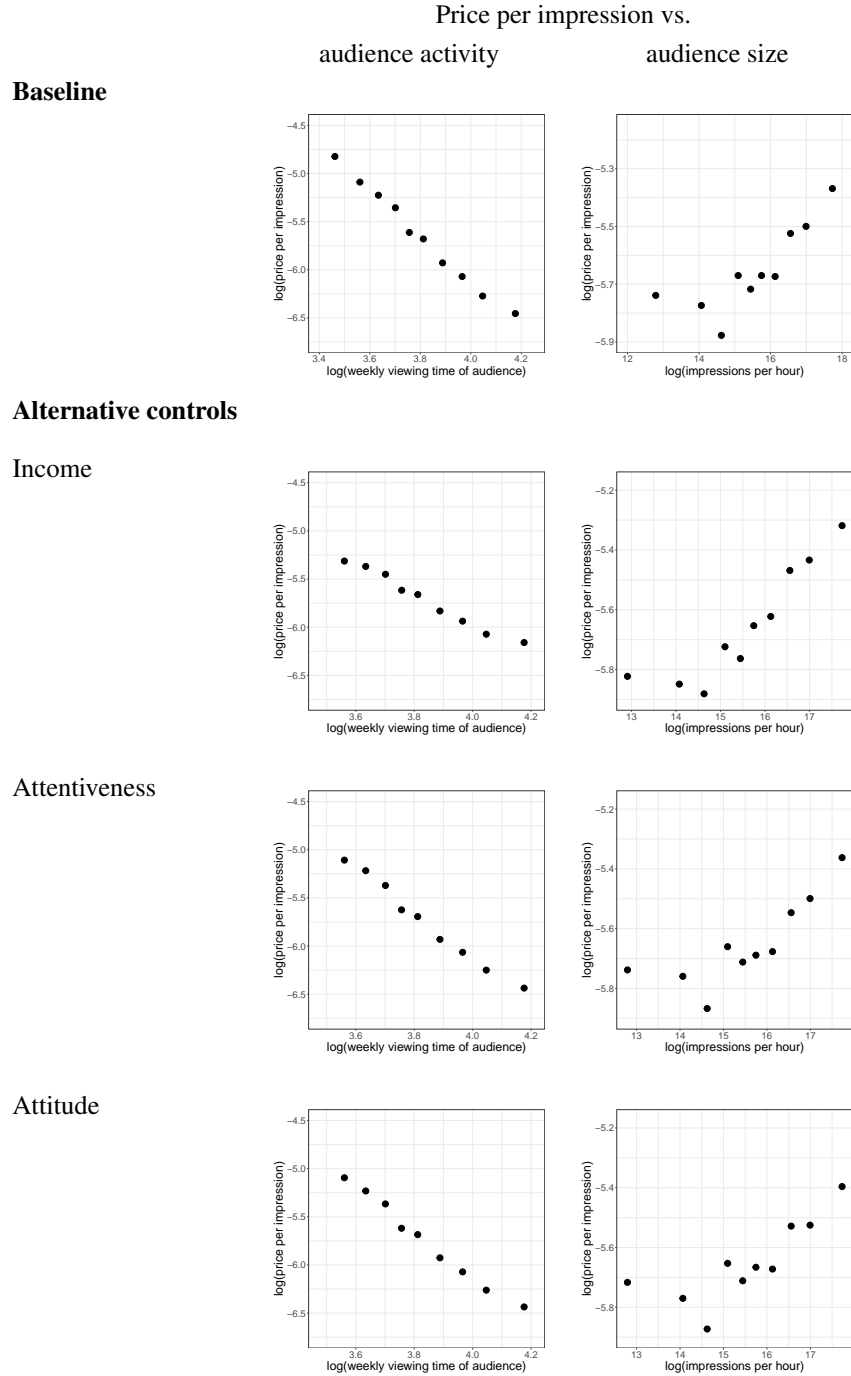 Price per impression vs.
audience activity audience size
Baseline
−4.5
−5.0
−5.5
−6.0
−6.5
3.4 3.6 3.8 4.0 4.2
log(weekly viewing time of audience)
log(price per impression)
−5.3
−5.5
−5.7
−5.9
12 14 16 18
log(impressions per hour)
log(price per impression)
Alternative controls
Income
−4.5
−5.0
−5.5
−6.0
−6.5
3.6 3.8 4.0 4.2
log(weekly viewing time of audience)
log(price per impression)
−5.2
−5.4
−5.6
−5.8
13 14 15 16 17
log(impressions per hour)
log(price per impression)
Attentiveness
−4.5
−5.0
−5.5
−6.0
−6.5
3.6 3.8 4.0 4.2
log(weekly viewing time of audience)
log(price per impression)
−5.2
−5.4
−5.6
−5.8
13 14 15 16 17
log(impressions per hour)
log(price per impression)
Attitude
−4.5
−5.0
−5.5
−6.0
−6.5
3.6 3.8 4.0 4.2
log(weekly viewing time of audience)
log(price per impression)
−5.2
−5.4
−5.6
−5.8
13 14 15 16 17
log(impressions per hour)
log(price per impression)